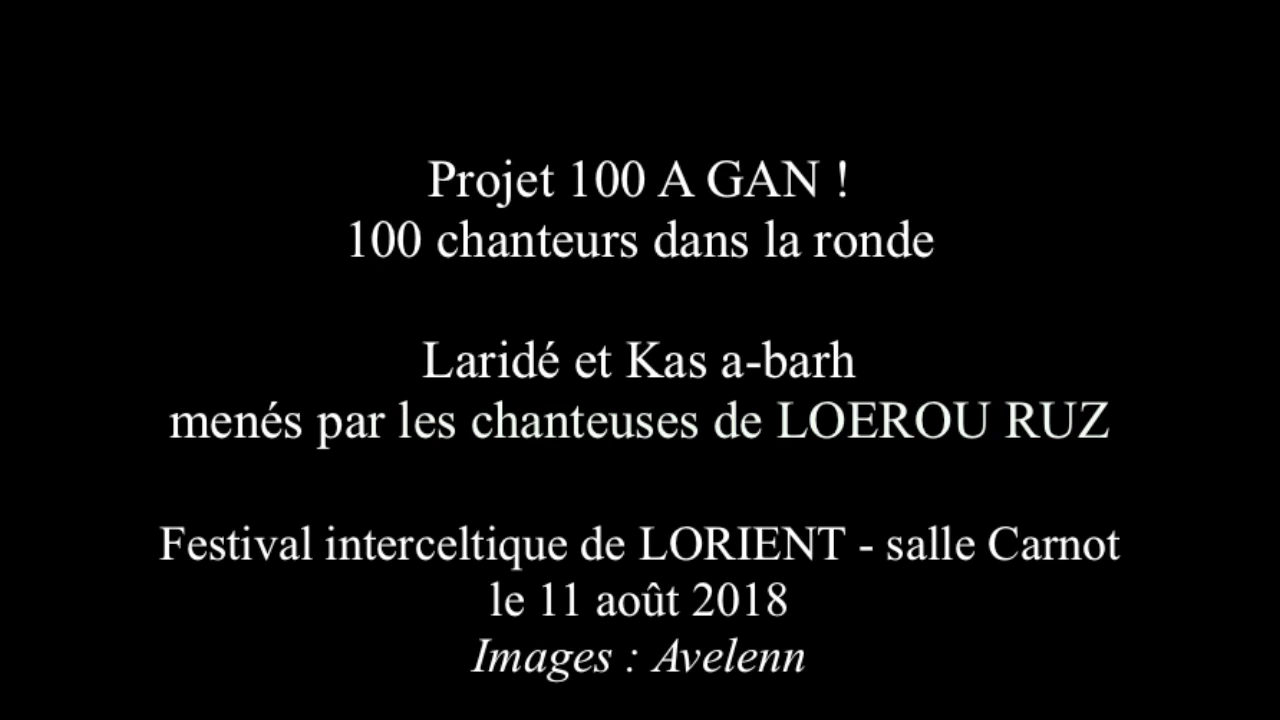 Projet 100 A GAN !
100 chanteurs dans la ronde
Laridé et Kas a-barh
menés par les chanteuses de LOEROU RUZ
Festival interceltique de LORIENT - salle Carnot
le 11 août 2018
Images : Avelenn